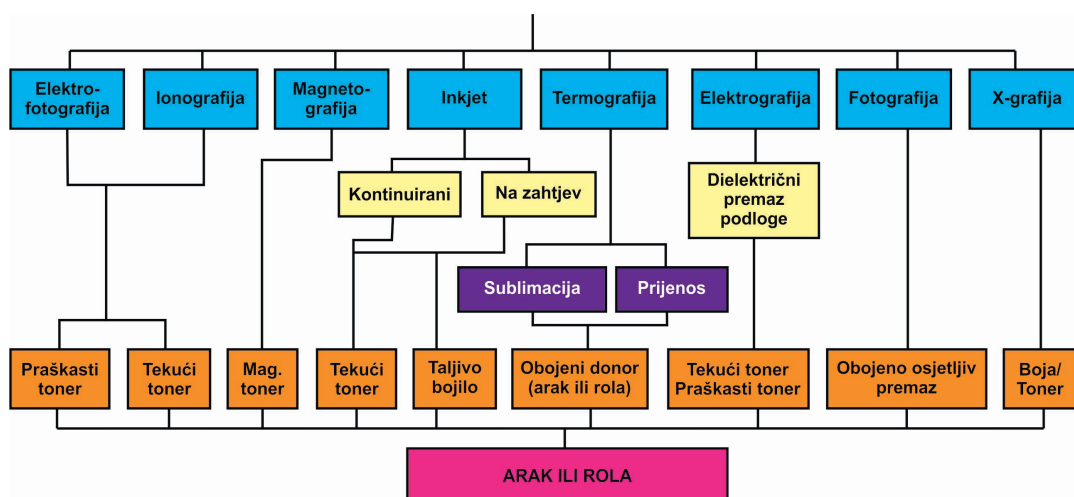 Elektro-
fotografija
Ionografija
Magneto-
grafija
Inkjet
Termografija
Elektrografija
Fotografija
X-grafija
Kontinuirani
Na zahtjev
Dielektrični
premaz
podloge
Sublimacija
Prijenos
Praškasti
toner
Tekući
toner
Mag.
toner
Tekući
toner
Taljivo
bojilo
Obojeni donor
(arak ili rola)
Tekući toner
Praškasti toner
Obojeno osjetljiv
premaz
Boja/
Toner
ARAK ILI ROLA